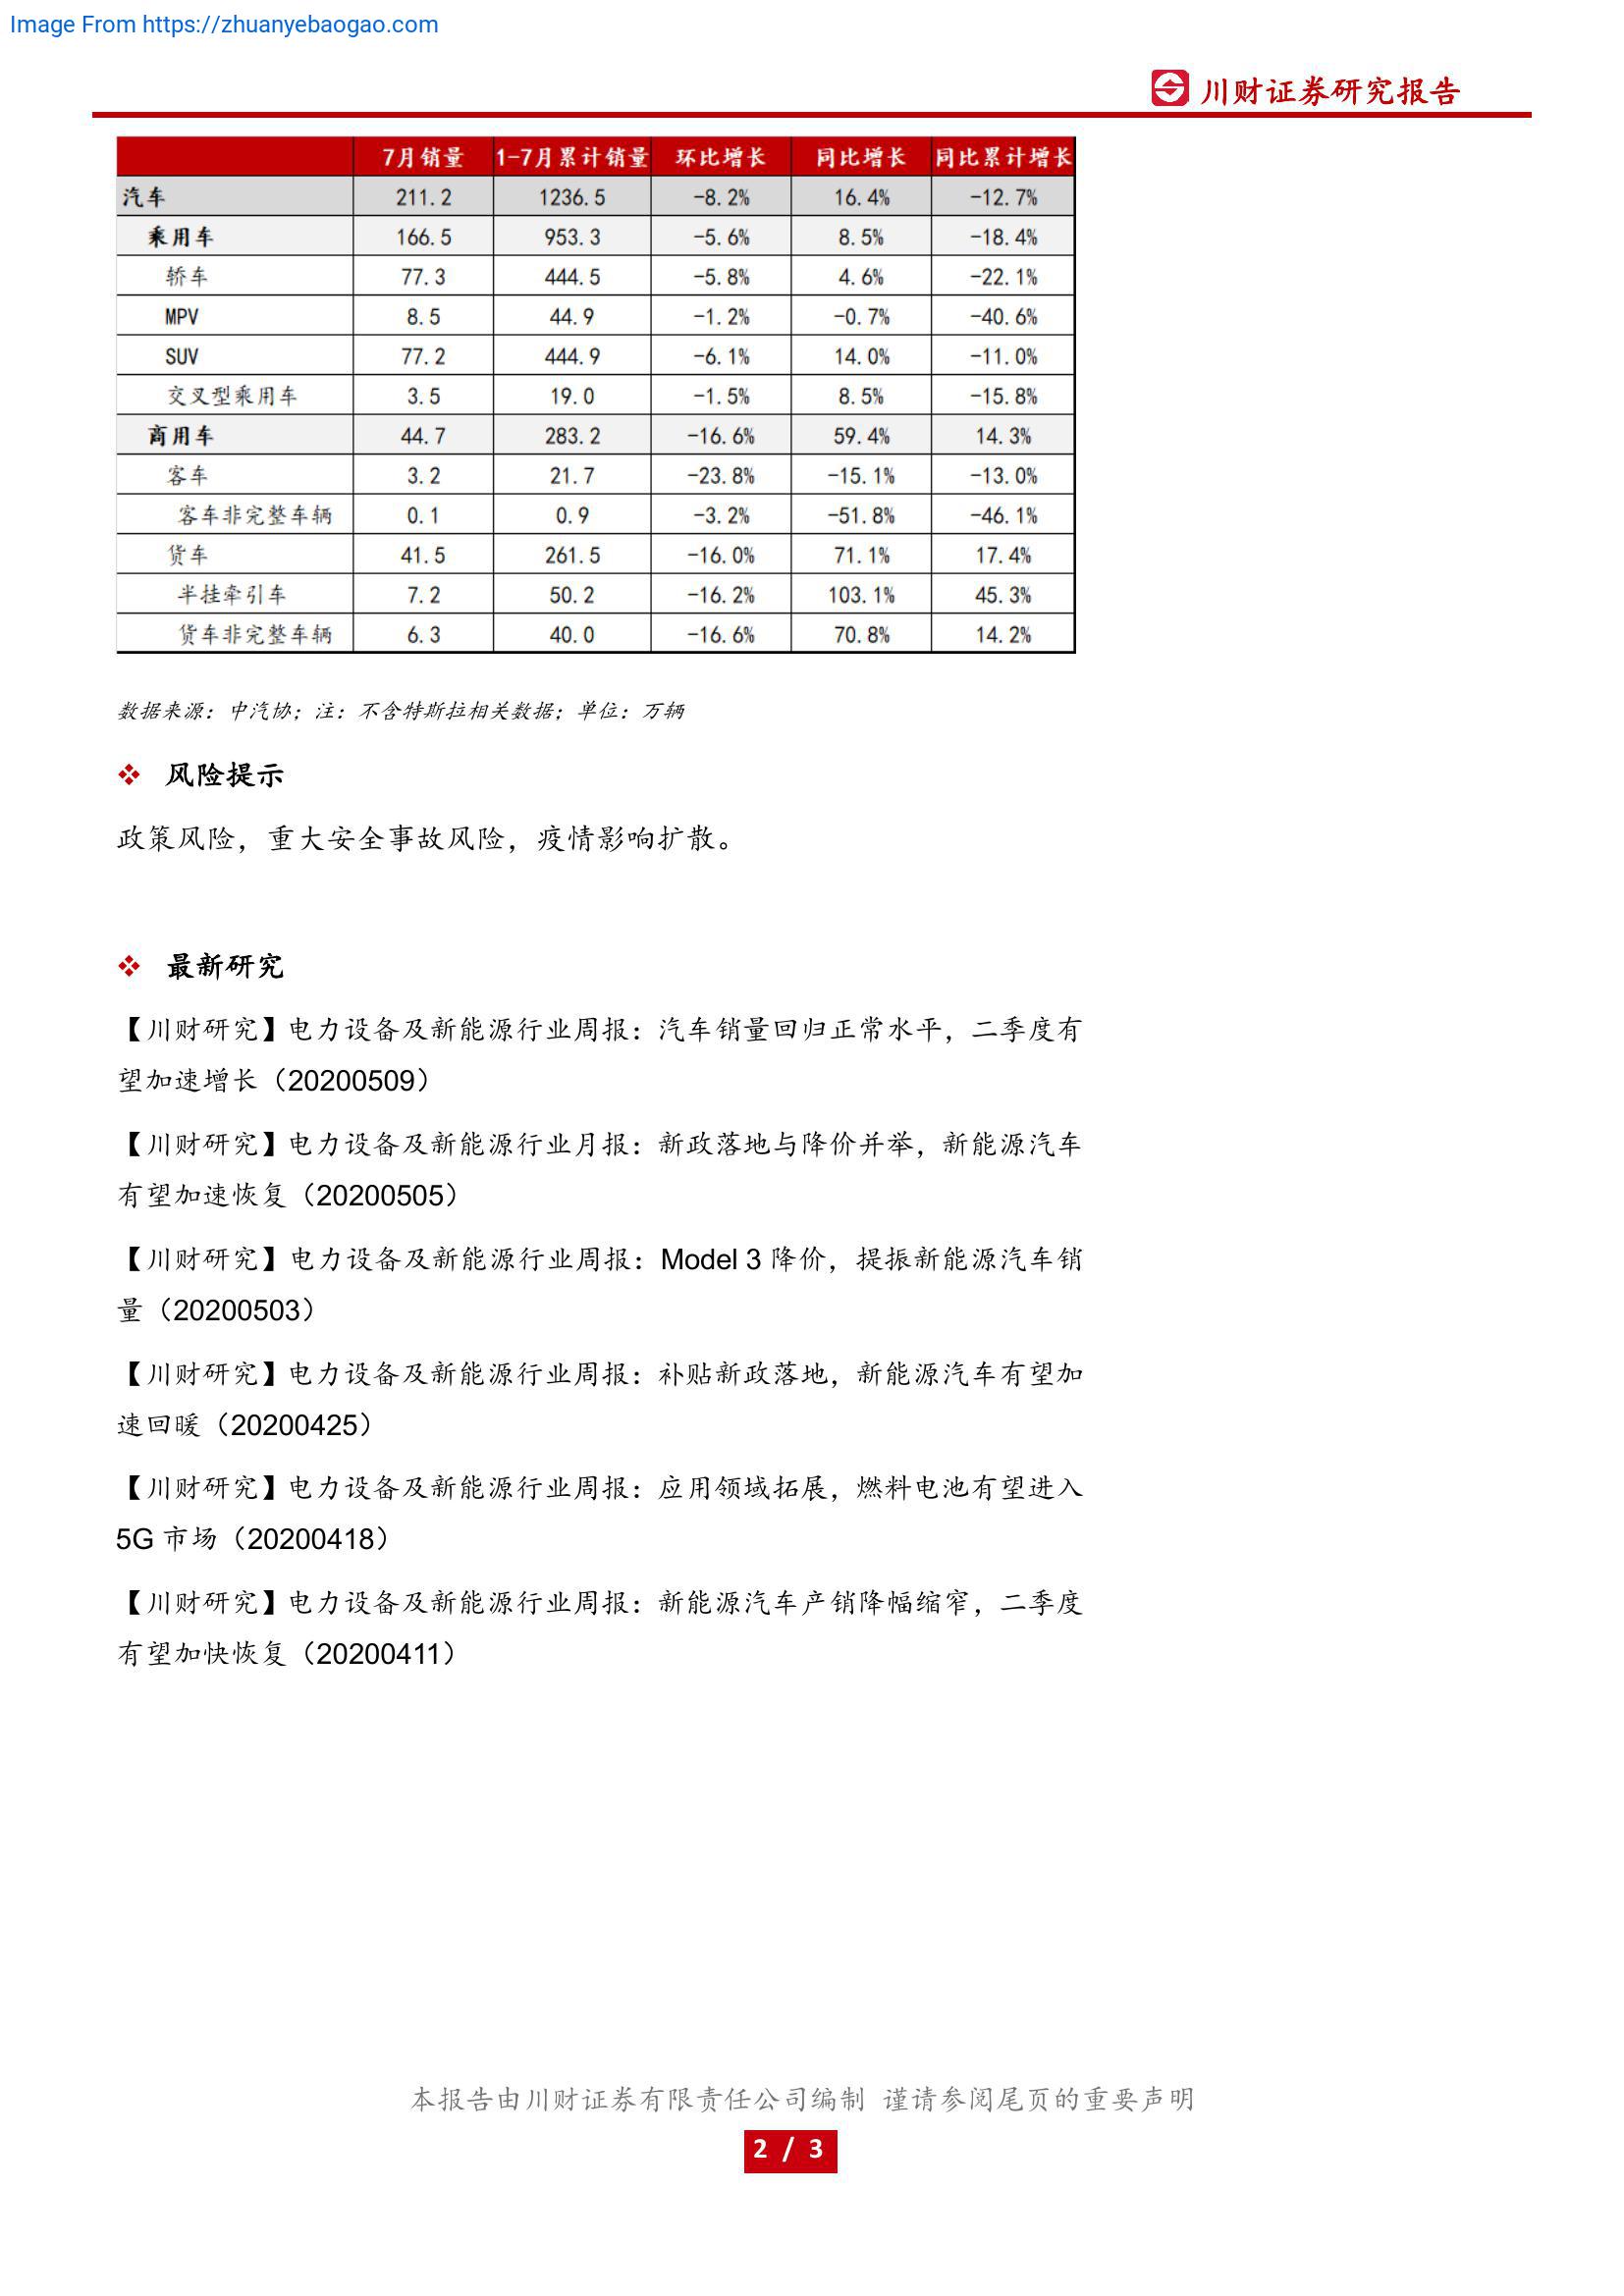 Image From https://zhuanyebaogao.com
川财证券研究报告
7月销量 1-7月累计销量 环比增长 同比增长 同比累计增长
汽车 211.2 1236.5 -8.2% 16.4% -12.7%
乘用车 166.5 953.3 -5.6% 8.5% -18.4%
轿车 77.3 444.5 -5.8% 4.6% -22.1%
MPV 8.5 44.9 -1.2% -0.7% -40.6%
SUV 77.2 444.9 -6.1% 14.0% -11.0%
交叉型乘用车 3.5 19.0 -1.5% 8.5% -15.8%
商用车 44.7 283.2 -16.6% 59.4% 14.3%
客车 3.2 21.7 -23.8% -15.1% -13.0%
客车非完整车辆 0.1 0.9 -3.2% -51.8% -46.1%
货车 41.5 261.5 -16.0% 71.1% 17.4%
半挂牵引车 7.2 50.2 -16.2% 103.1% 45.3%
货车非完整车辆 6.3 40.0 -16.6% 70.8% 14.2%
数据来源：中汽协；注：不含特斯拉相关数据；单位：万辆
❖ 风险提示
政策风险，重大安全事故风险，疫情影响扩散。
❖ 最新研究
【川财研究】电力设备及新能源行业周报：汽车销量回归正常水平，二季度有
望加速增长（20200509）
【川财研究】电力设备及新能源行业月报：新政落地与降价并举，新能源汽车
有望加速恢复（20200505）
【川财研究】电力设备及新能源行业周报：Model 3 降价，提振新能源汽车销
量（20200503）
【川财研究】电力设备及新能源行业周报：补贴新政落地，新能源汽车有望加
速回暖（20200425）
【川财研究】电力设备及新能源行业周报：应用领域拓展，燃料电池有望进入
5G 市场（20200418）
【川财研究】电力设备及新能源行业周报：新能源汽车产销降幅缩窄，二季度
有望加快恢复（20200411）
本报告由川财证券有限责任公司编制 谨请参阅尾页的重要声明
2 / 3